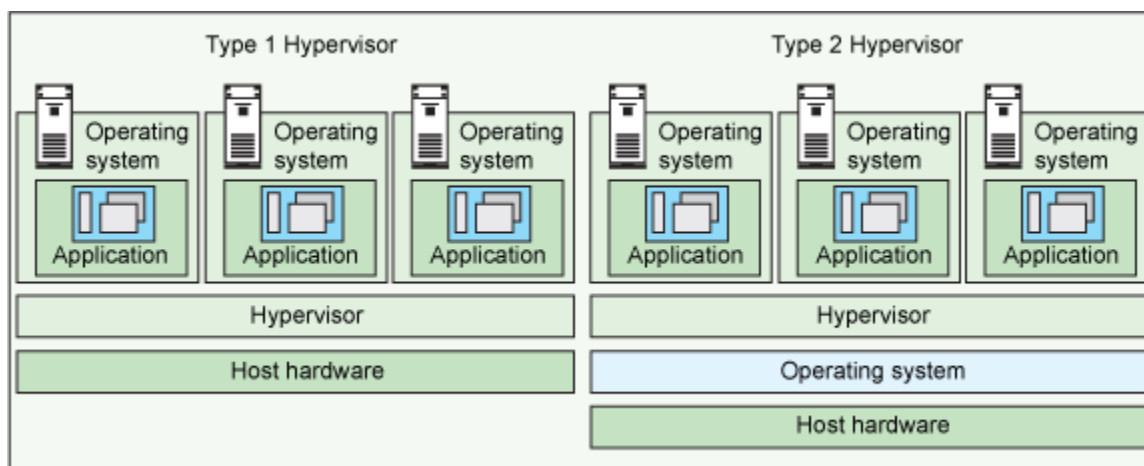 Type 1 Hypervisor
Operating
system
Application
Operating
system
Application
Operating
system
Application
Hypervisor
Host hardware
Type 2 Hypervisor
Operating
system
Application
Operating
system
Application
Operating
system
Application
Hypervisor
Operating system
Host hardware